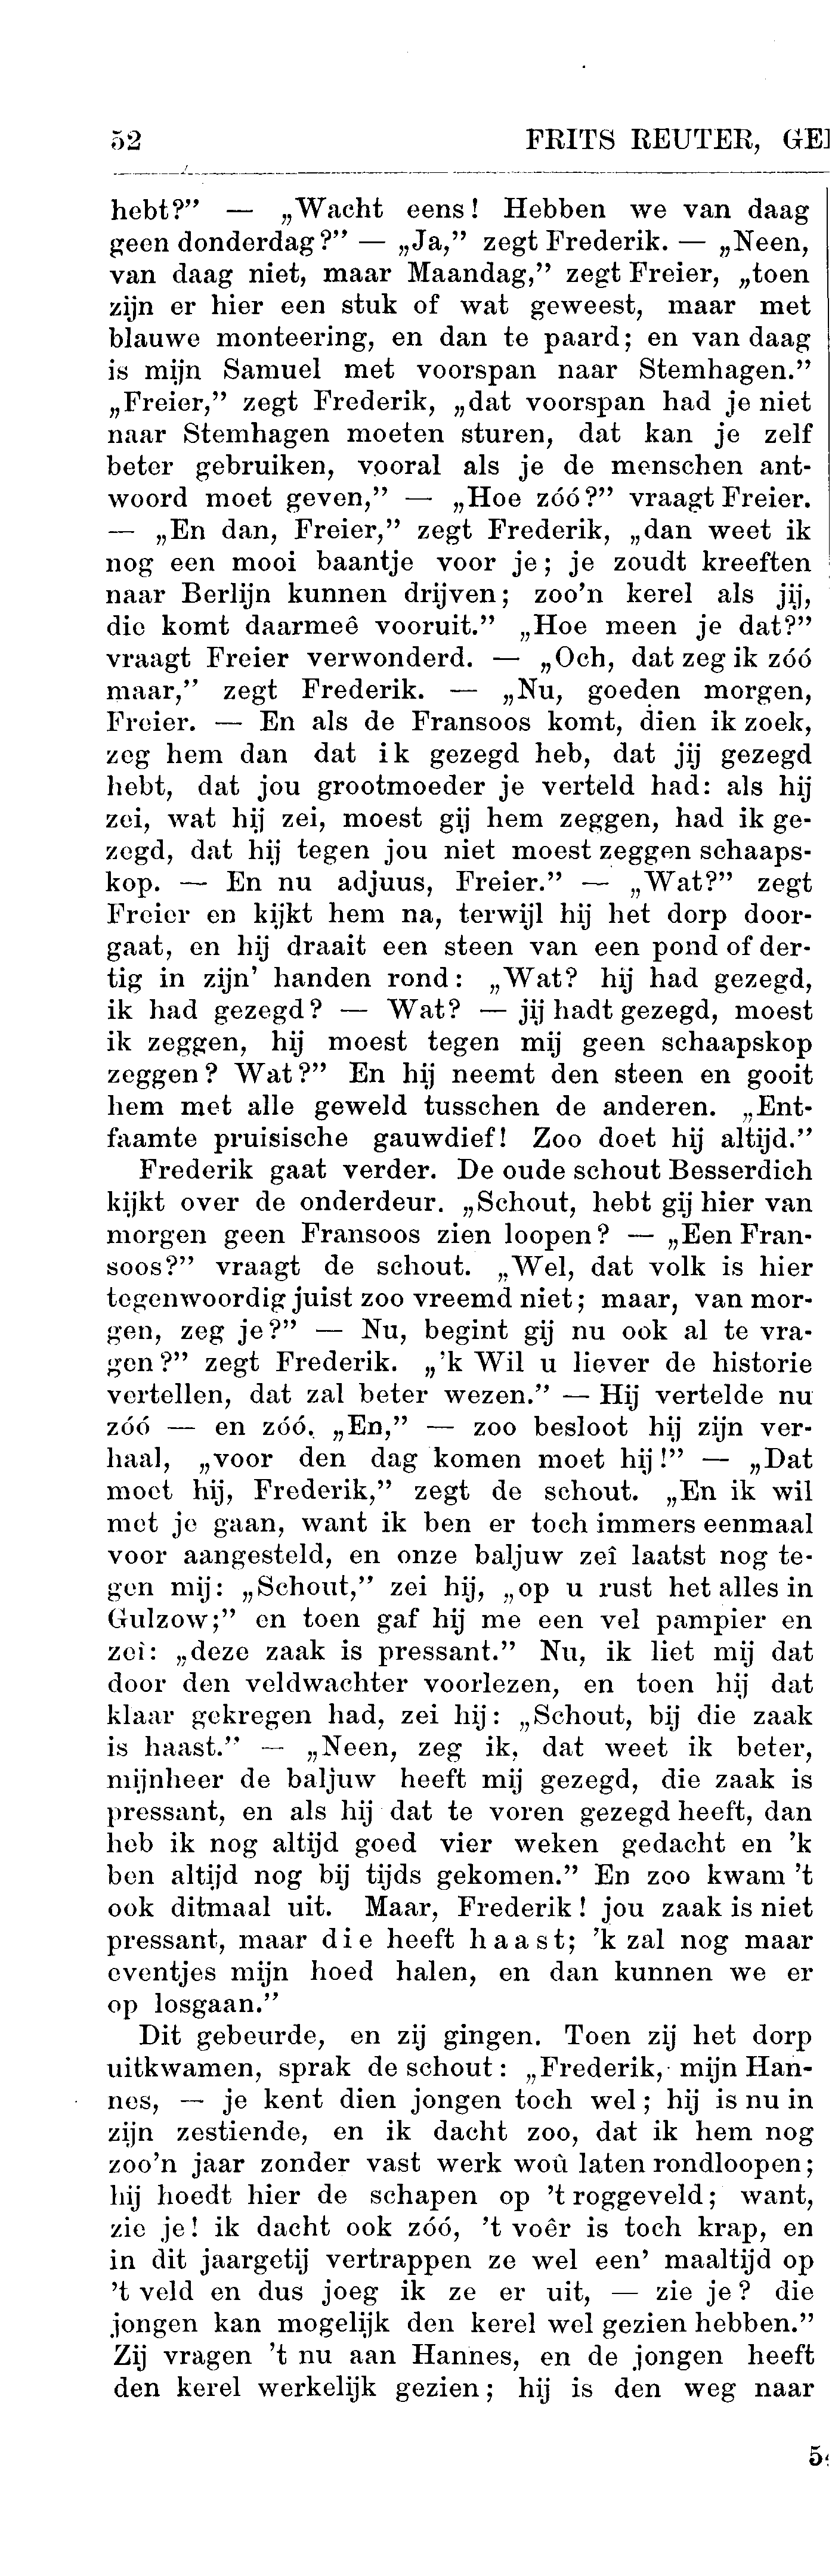 52 FRITS REUTER, GE
hebt?” — „Wacht eens! Hebben we van daag
geen donderdag?” — „Ja,” zegt Frederik. — „Neen,
van daag niet, maar Maandag,” zegt Freier, „toen
zijn er hier een stuk of wat geweest, maar met
blauwe monteering, en dan te paard; en van daag
is mijn Samuel met voorspan naar Stemhagen.”
„Freier,” zegt Frederik, „dat voorspan had je niet
naar Stemhagen moeten sturen, dat kan je zelf
beter gebruiken, vooral als je de menschen ant-
woord moet geven,” — „Hoe zóó?” vraagt Freier.
— „En dan, Freier,” zegt Frederik, „dan weet ik
nog een mooi baantje voor je; je zoudt kreeften
naar Berlijn kunnen drijven; zoo'n kerel als jij,
die komt daarmeê vooruit.” „Hoe meen je dat?”
vraagt Freier verwonderd. — „Och, dat zeg ik zóó
maar,” zegt Frederik. — „Nu, goeden morgen,
Freier. — En als de Fransoos komt, dien ik zoek,
zeg hem dan dat ik gezegd heb, dat jij gezegd
hebt, dat jou grootmoeder je verteld had: als hij
zei, wat hij zei, moest gij hem zeggen, had ik ge-
zegd, dat hij tegen jou niet moest zeggen schaaps-
kop. — En nu adjuus, Freier.” — „Wat?” zegt
Freier en kijkt hem na, terwijl hij het dorp door-
gaat, en hij draait een steen van een pond of der-
tig in zijn' handen rond: „Wat? hij had gezegd,
ik had gezegd? — Wat? — jij hadt gezegd, moest
ik zeggen, hij moest tegen mij geen schaapskop
zeggen? Wat?” En hij neemt den steen en gooit
hem met alle geweld tusschen de anderen. „Ent-
faamte pruisische gauwdief! Zoo doet hij altijd.”
Frederik gaat verder. De oude schout Besserdich
kijkt over de onderdeur. „Schout, hebt gij hier van
morgen geen Fransoos zien loopen? — „Een Fran-
soos?” vraagt de schout. „Wel, dat volk is hier
tegenwoordig juist zoo vreemd niet; maar, van mor-
gen, zeg je?” — Nu, begint gij nu ook al te vra-
gen?” zegt Frederik. „'k Wil u liever de historie
vertellen, dat zal beter wezen.” — Hij vertelde nu
zóó — en zóó. „En,” — zoo besloot hij zijn ver-
haal, „voor den dag komen moet hij!” — „Dat
moet hij, Frederik,” zegt de schout. „En ik wil
met je gaan, want ik ben er toch immers eenmaal
voor aangesteld, en onze baljuw zeî laatst nog te-
gen mij: „Schout,” zei hij, „op u rust het alles in
Gulzow;” en toen gaf hij me een vel pampier en
zei: „deze zaak is pressant.” Nu, ik liet mij dat
door den veldwachter voorlezen, en toen hij dat
klaar gekregen had, zei hij: „Schout, bij die zaak
is haast.” — „Neen, zeg ik, dat weet ik beter,
mijnheer de baljuw heeft mij gezegd, die zaak is
pressant, en als hij dat te voren gezegd heeft, dan
heb ik nog altijd goed vier weken gedacht en 'k
ben altijd nog bij tijds gekomen.” En zoo kwam 't
ook ditmaal uit. Maar, Frederik! jou zaak is niet
pressant, maar die heeft haast; 'k zal nog maar
eventjes mijn hoed halen, en dan kunnen we er
op losgaan.”
Dit gebeurde, en zij gingen. Toen zij het dorp
uitkwamen, sprak de schout: „Frederik, mijn Han-
nes, — je kent dien jongen toch wel; hij is nu in
zijn zestiende, en ik dacht zoo, dat ik hem nog
zoo'n jaar zonder vast werk woû laten rondloopen;
hij hoedt hier de schapen op 't roggeveld; want,
zie je! ik dacht ook zóó, 't voêr is toch krap, en
in dit jaargetij vertrappen ze wel een' maaltijd op
't veld en dus joeg ik ze er uit, — zie je? die
jongen kan mogelijk den kerel wel gezien hebben.”
Zij vragen 't nu aan Hannes, en de jongen heeft
den kerel werkelijk gezien; hij is den weg naar
5